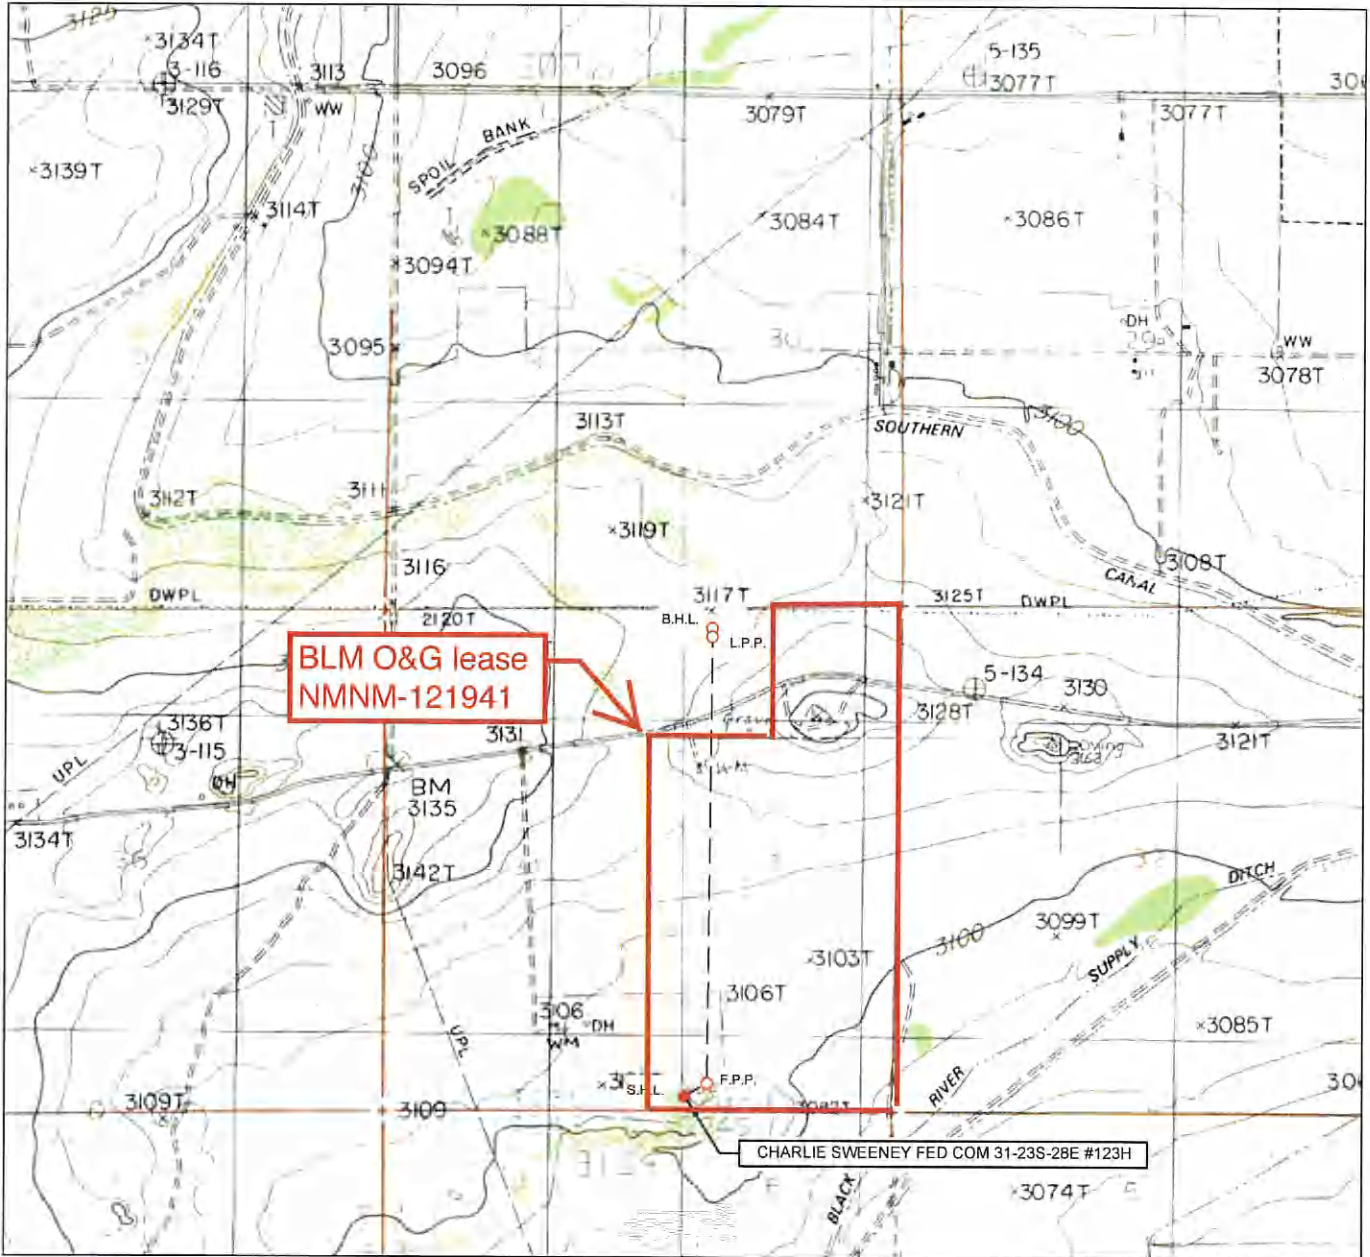 3134T
3-116
3129T
3113
WW
3096
5-135
3077T
3079T
3077T
SPOIL BANK
3139T
3100
3114T
3088T
3084T
3086T
3094T
3095
DH
WW
3078T
3113T
SOUTHERN
3100
3112T
3111
3121T
3119T
3116
3108T
CANAL
DWPL
3117T
3125T
DWPL
B.H.L.
L.P.P.
BLM O&G lease
NMNM-121941
5-134
3130
3136T
3-115
3128T
3131
3121T
UPL
DH
BM
3135
3134T
3142T
DITCH
3099T
3100
SUPPLY
3103T
3106T
DH
WM
3085T
UPL
F.P.P.
S.H.L.
RIVER
3109T
3109
CHARLIE SWEENEY FED COM 31-23S-28E #123H
3074T
BLACK